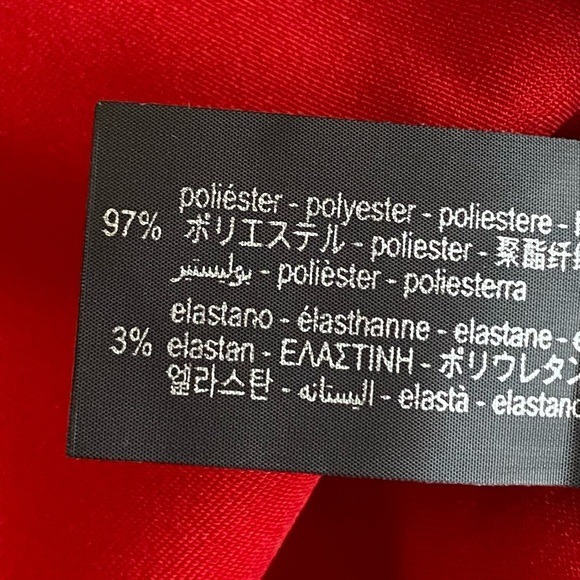 97% poliéster - polyester - poliestere -
ポリエステル - poliester - 聚酯纤
بوليستير - polièster - poliesterra
elastano - élasthanne - elastane -
3% elastan - ΕΛΑΣΤΙΝΗ - ポリウレタン
엘라스탄 - اليستانه - elastà - elastano